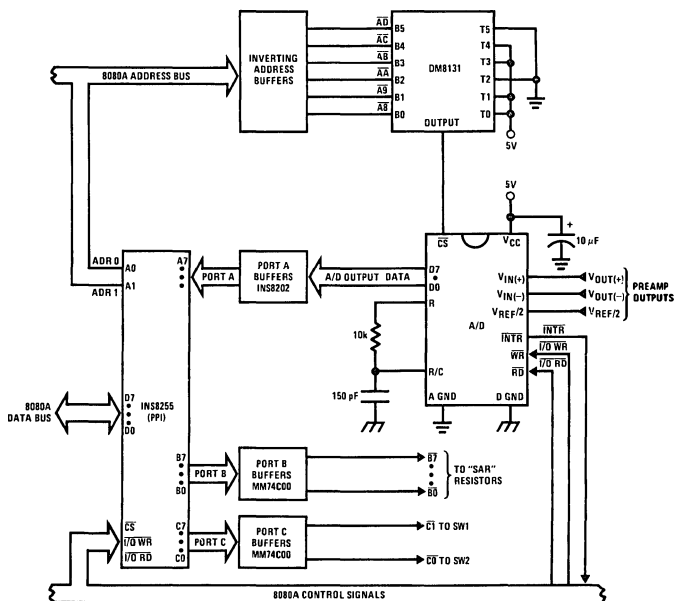 8080A ADDRESS BUS
INVERTING
ADDRESS
BUFFERS
AD
AC
AB
AA
A9
A8
B5
B4
B3
B2
B1
B0
DM8131
OUTPUT
T5
T4
T3
T2
T1
T0
5V
5V
+
10 μF
CS
VCC
D7
D0
R
R/C
A GND
D GND
A/D
VIN(+)
VIN(−)
VREF/2
INTR
WR
RD
VOUT(+)
VOUT(−)
VREF/2
PREAMP
OUTPUTS
INTR
I/O WR
I/O RD
10k
150 pF
ADR 0
ADR 1
A0
A1
A7
PORT A
PORT A
BUFFERS
INS8202
A/D OUTPUT DATA
8080A
DATA BUS
D7
D0
INS8255
(PPI)
B7
B0
PORT B
PORT B
BUFFERS
MM74C00
B7
B0
TO "SAR"
RESISTORS
CS
I/O WR
I/O RD
C7
C0
PORT C
PORT C
BUFFERS
MM74C00
C1 TO SW1
C0 TO SW2
8080A CONTROL SIGNALS